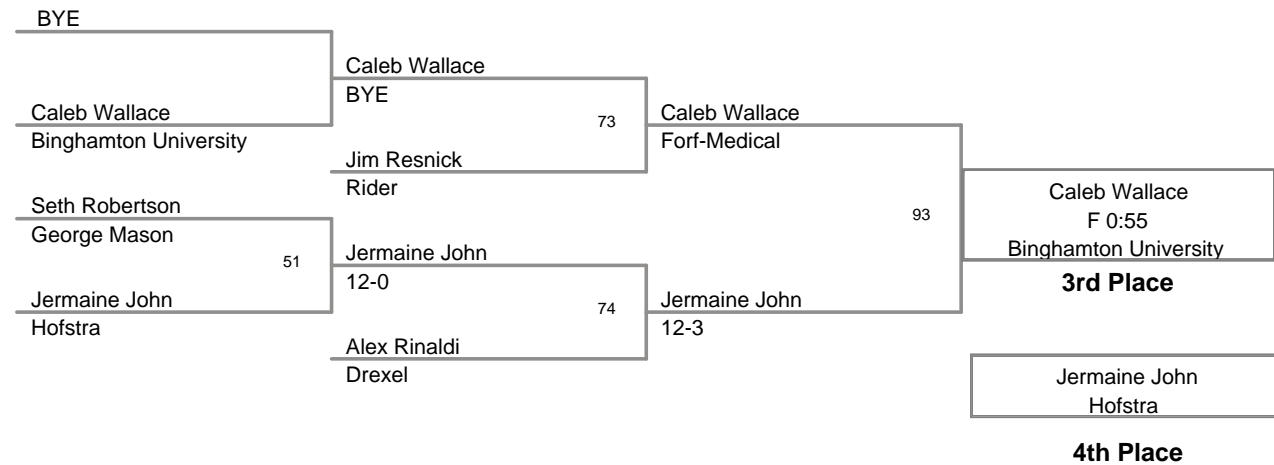 BYE
Caleb Wallace
Binghamton University
Seth Robertson
George Mason
51
Jermaine John
Hofstra
Caleb Wallace
BYE
73
Jim Resnick
Rider
Jermaine John
12-0
74
Alex Rinaldi
Drexel
Caleb Wallace
Forf-Medical
93
Jermaine John
12-3
Caleb Wallace
F 0:55
Binghamton University
3rd Place
Jermaine John
Hofstra
4th Place